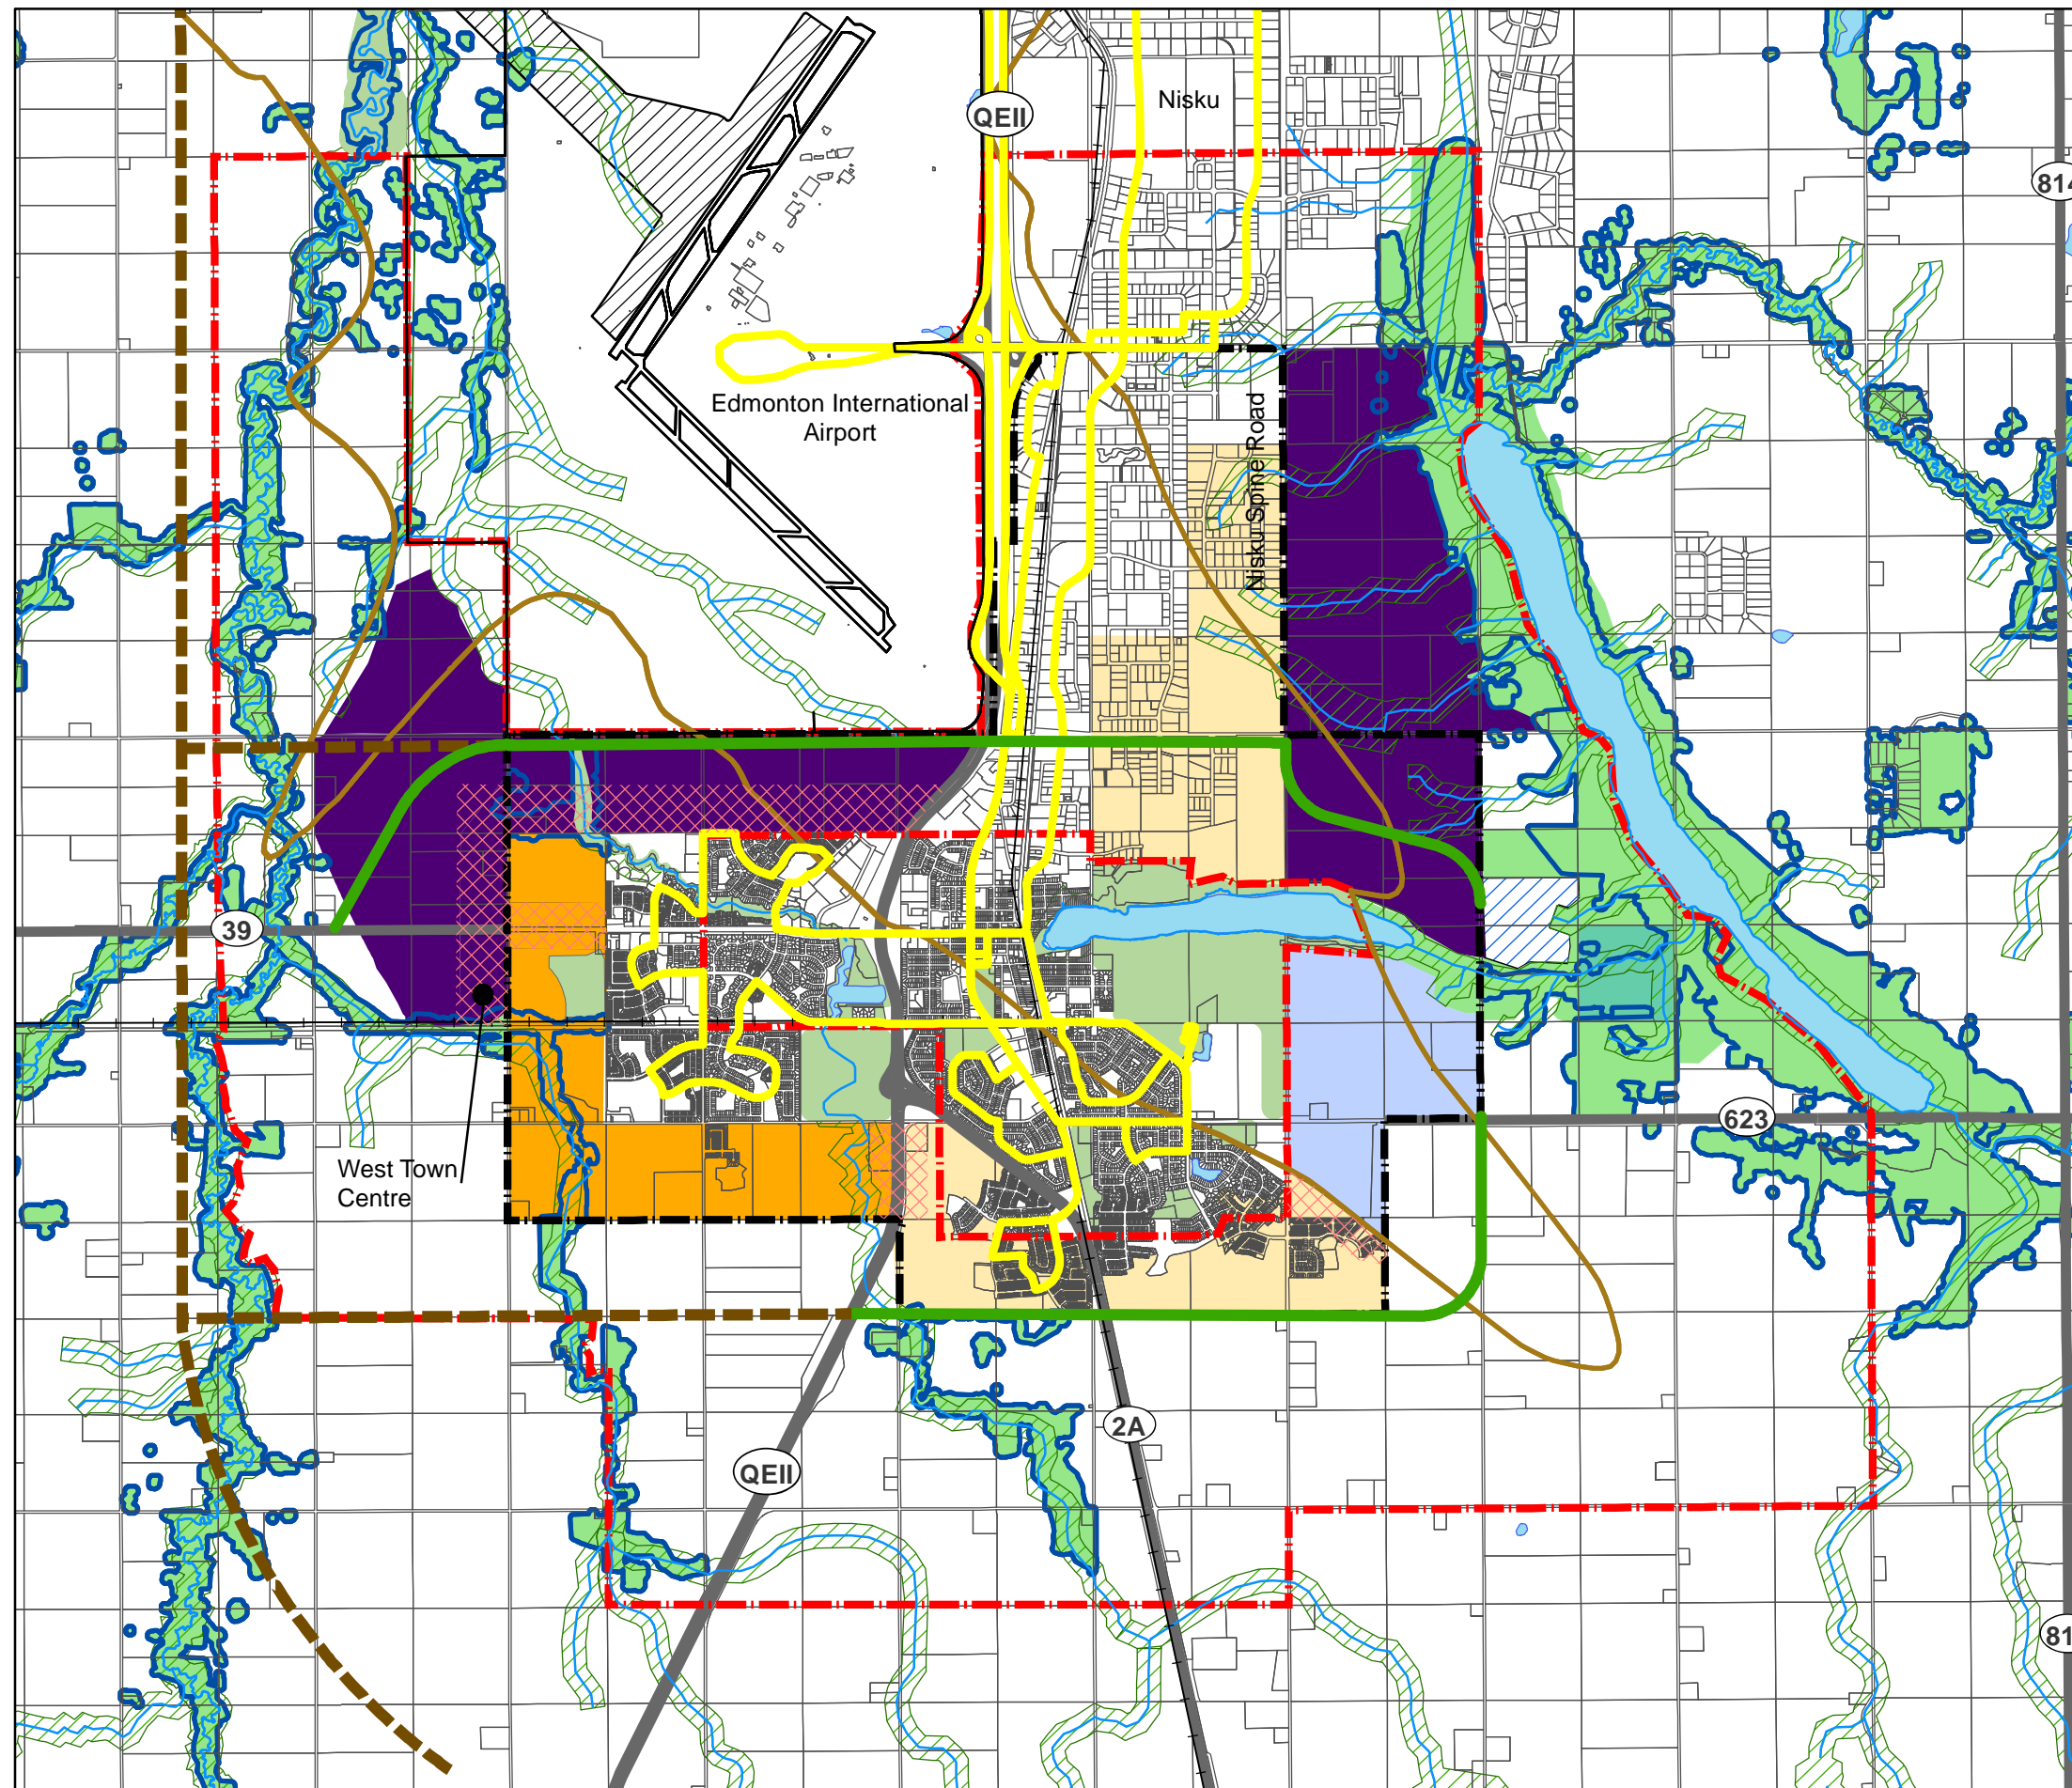 Nisku
QEII
814
Edmonton International
Airport
Nisku Spine Road
39
West Town
Centre
623
2A
QEII
81